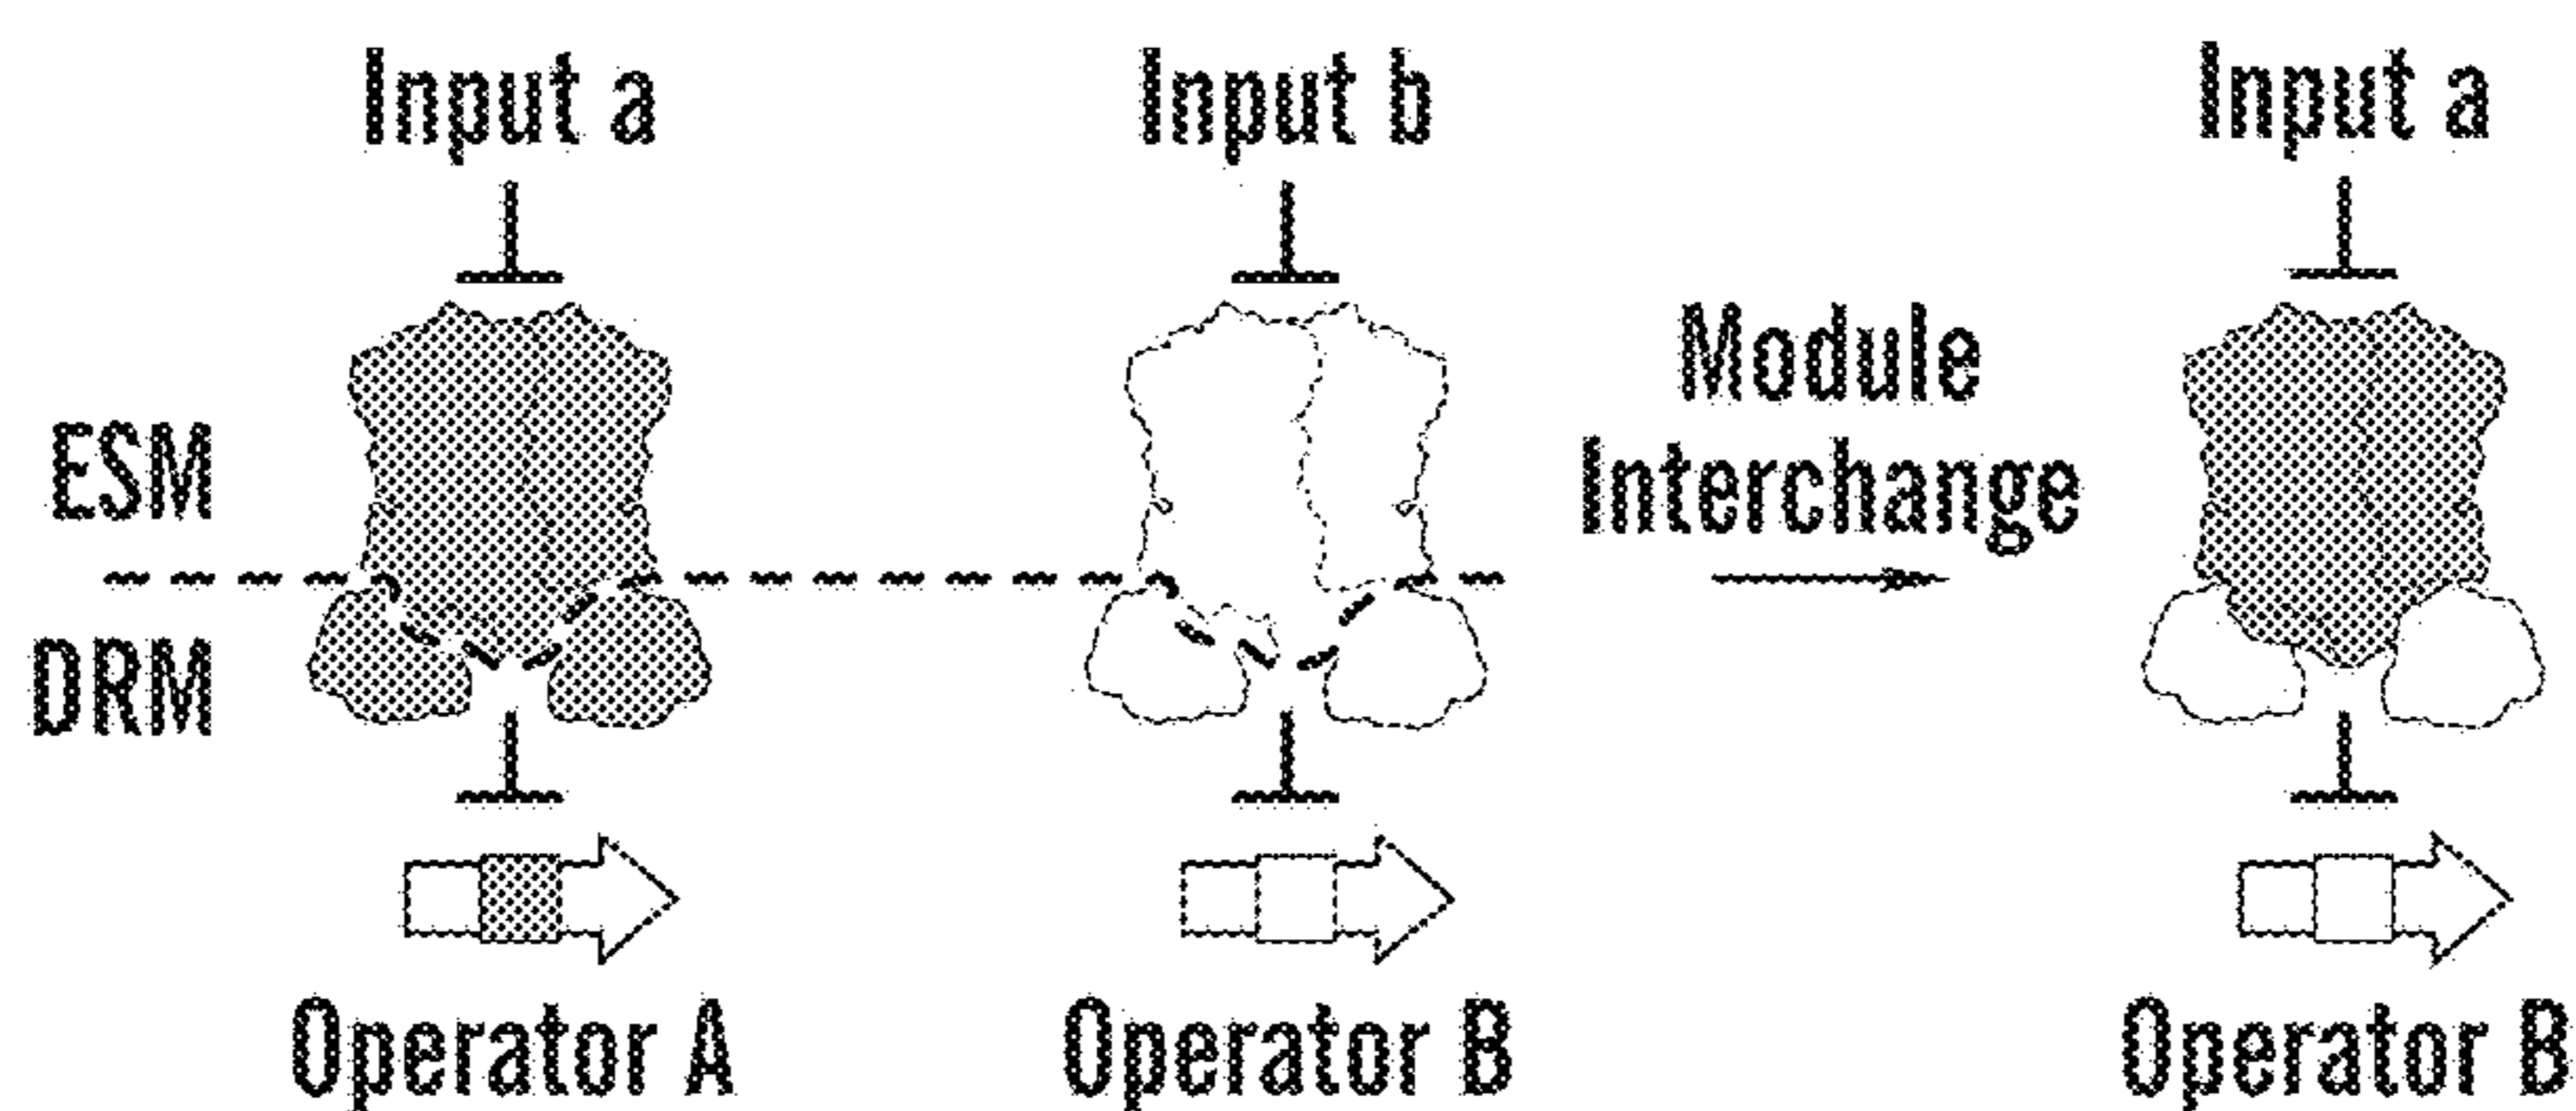 Input a
Input b
Input a
Module
Interchange
ESM
DRM
Operator A
Operator B
Operator B